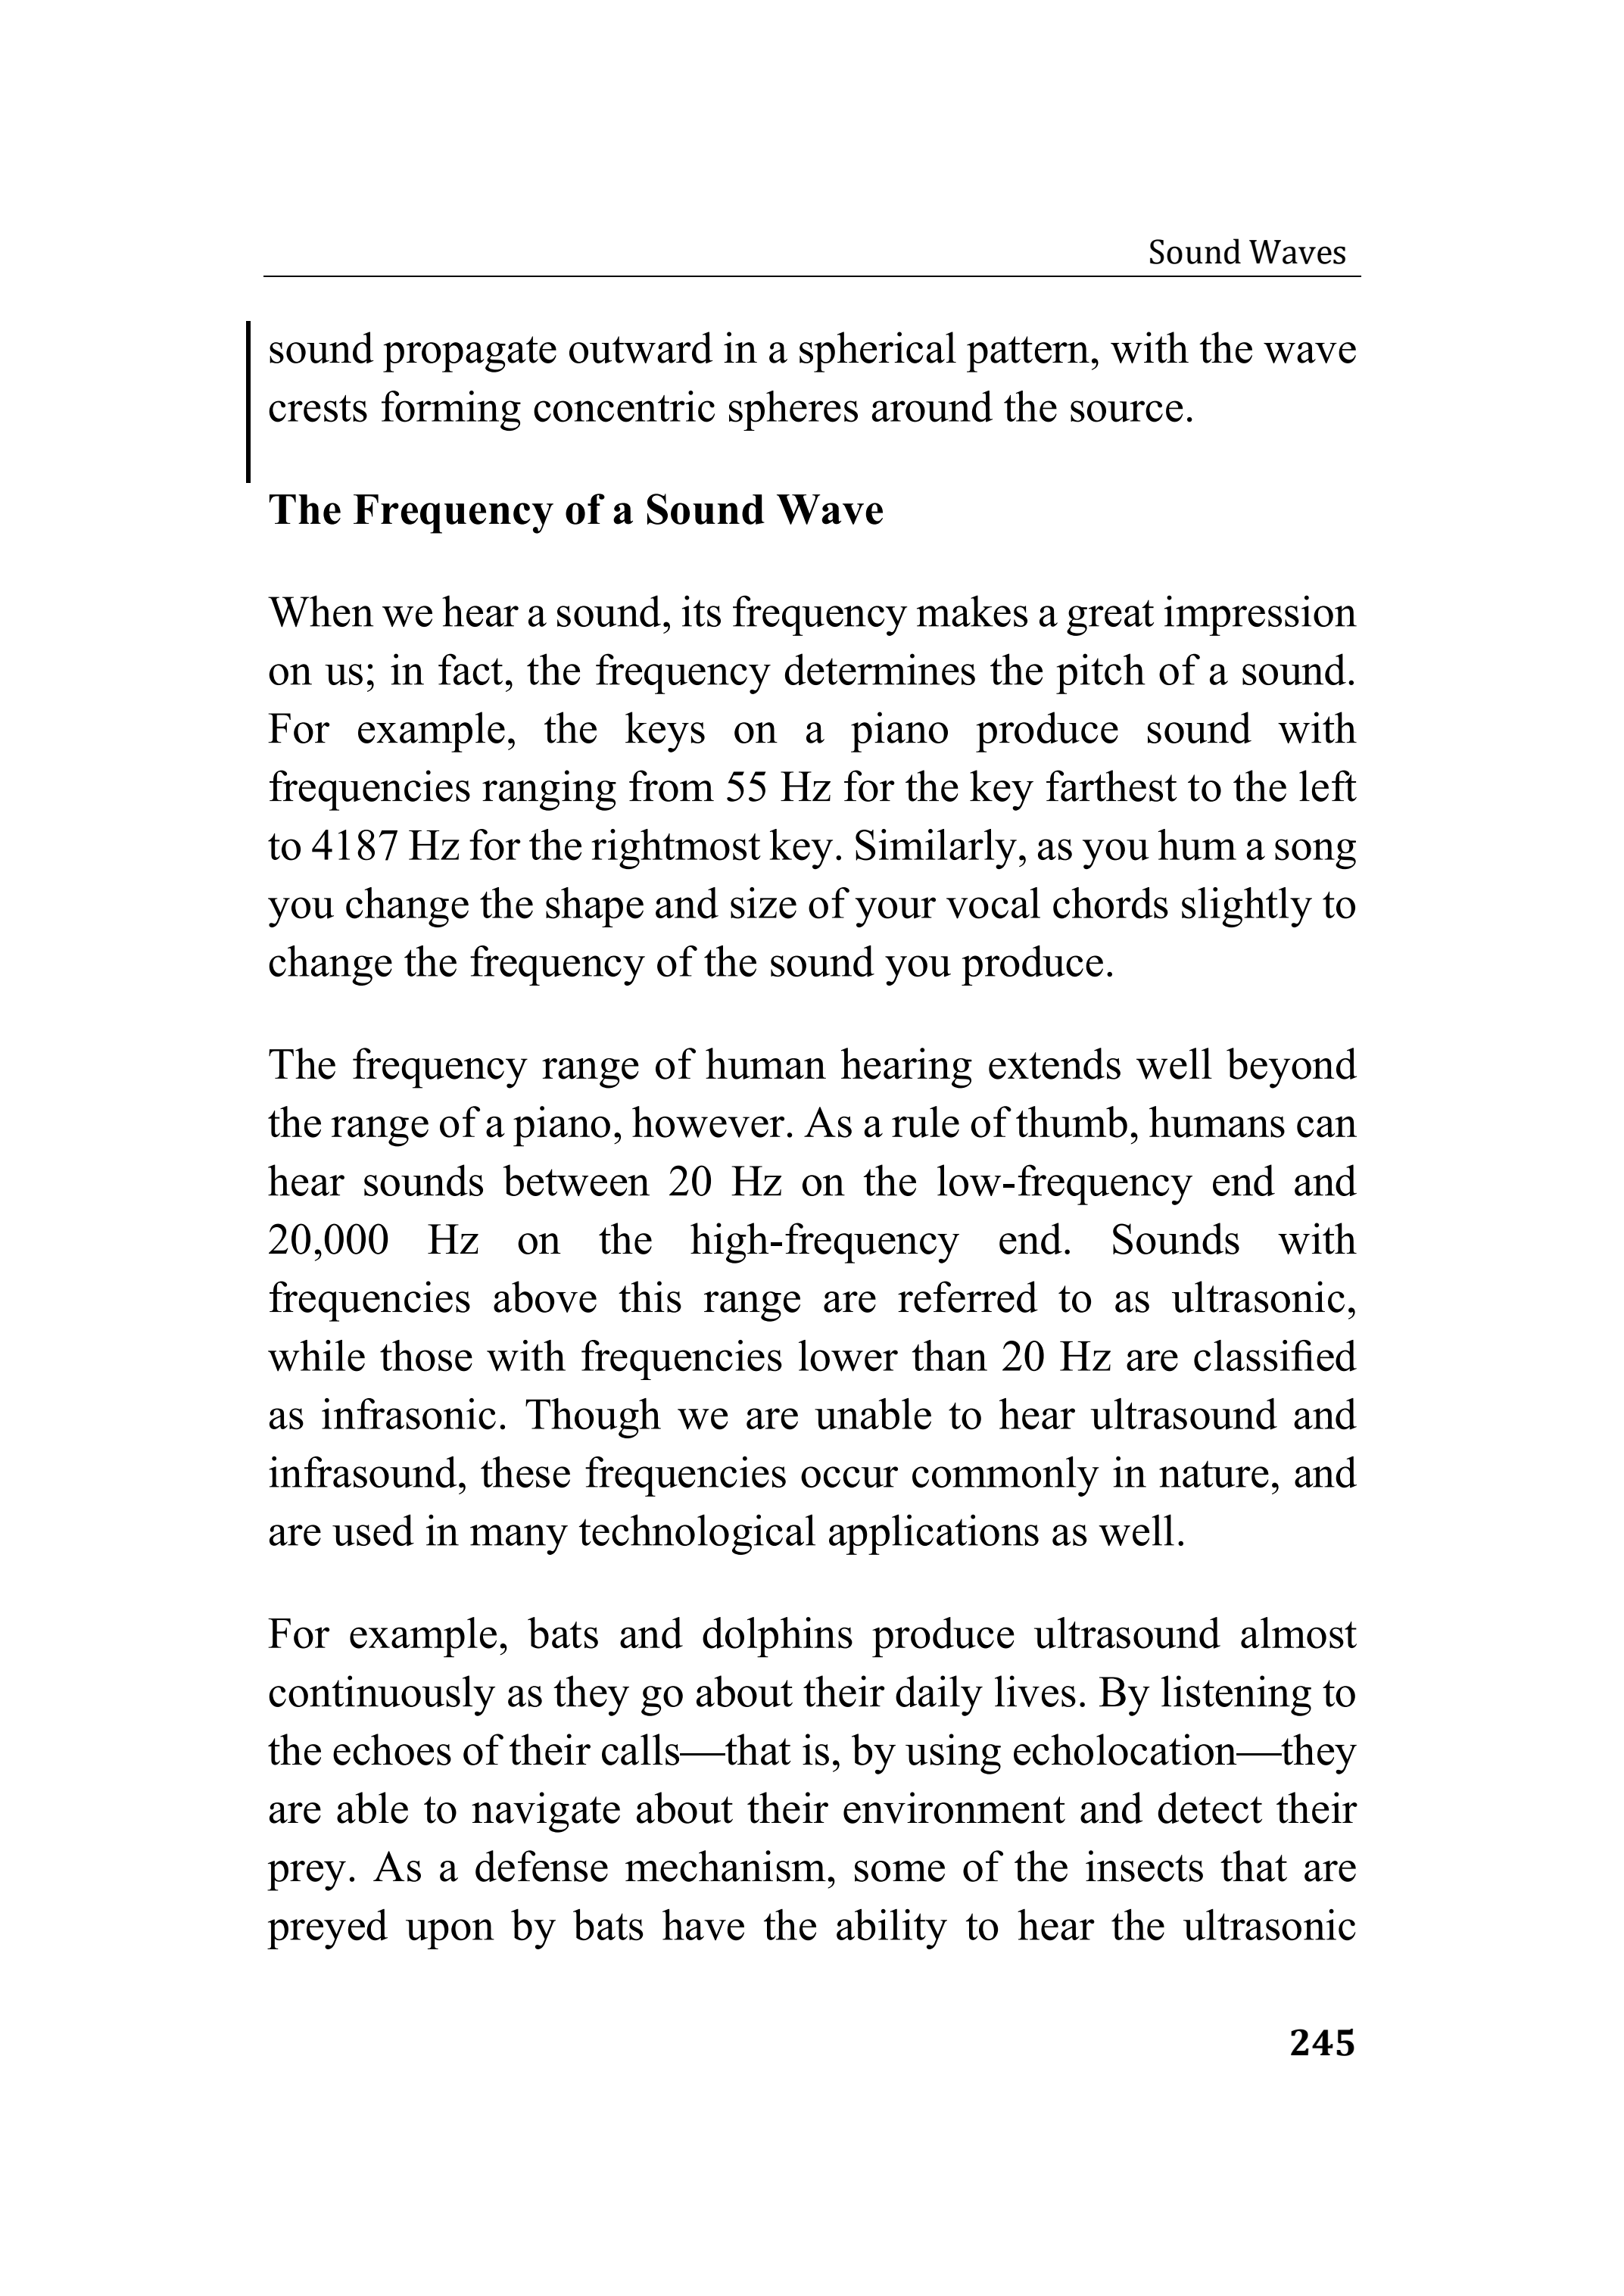 Sound Waves
sound propagate outward in a spherical pattern, with the wave
crests forming concentric spheres around the source.
The Frequency of a Sound Wave
When we hear a sound, its frequency makes a great impression
on us; in fact, the frequency determines the pitch of a sound.
For example, the keys on a piano produce sound with
frequencies ranging from 55 Hz for the key farthest to the left
to 4187 Hz for the rightmost key. Similarly, as you hum a song
you change the shape and size of your vocal chords slightly to
change the frequency of the sound you produce.
The frequency range of human hearing extends well beyond
the range of a piano, however. As a rule of thumb, humans can
hear sounds between 20 Hz on the low-frequency end and
20,000 Hz on the high-frequency end. Sounds with
frequencies above this range are referred to as ultrasonic,
while those with frequencies lower than 20 Hz are classified
as infrasonic. Though we are unable to hear ultrasound and
infrasound, these frequencies occur commonly in nature, and
are used in many technological applications as well.
For example, bats and dolphins produce ultrasound almost
continuously as they go about their daily lives. By listening to
the echoes of their calls—that is, by using echolocation—they
are able to navigate about their environment and detect their
prey. As a defense mechanism, some of the insects that are
preyed upon by bats have the ability to hear the ultrasonic
245